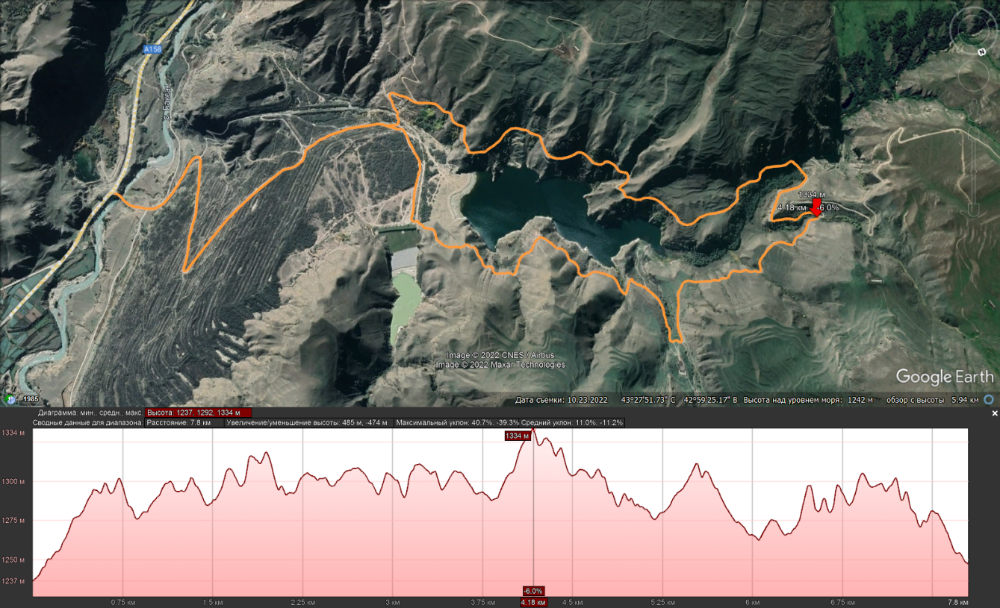 A158
р. Баксан
N
1334 м
4.18 км -6.0%
Image © 2022 CNES / Airbus
Image © 2022 Maxar Technologies
Google Earth
1985
Дата съемки: 10.23.2022 43°27'51.73" С 42°59'25.17" В Высота над уровнем моря: 1242 м обзор с высоты 5.94 км
Диаграмма: мин., средн., макс. Высота: 1237, 1292, 1334 м
Сводные данные для диапазона: Расстояние: 7.8 км Увеличение/уменьшение высоты: 485 м, -474 м Максимальный уклон: 40.7%, -39.3% Средний уклон: 11.0%, -11.2%
1334 м
1334 м
1300 м
1275 м
1250 м
1237 м
-6.0%
0.75 км 1.5 км 2.25 км 3 км 3.75 км 4.18 км 4.5 км 5.25 км 6 км 6.75 км 7.8 км